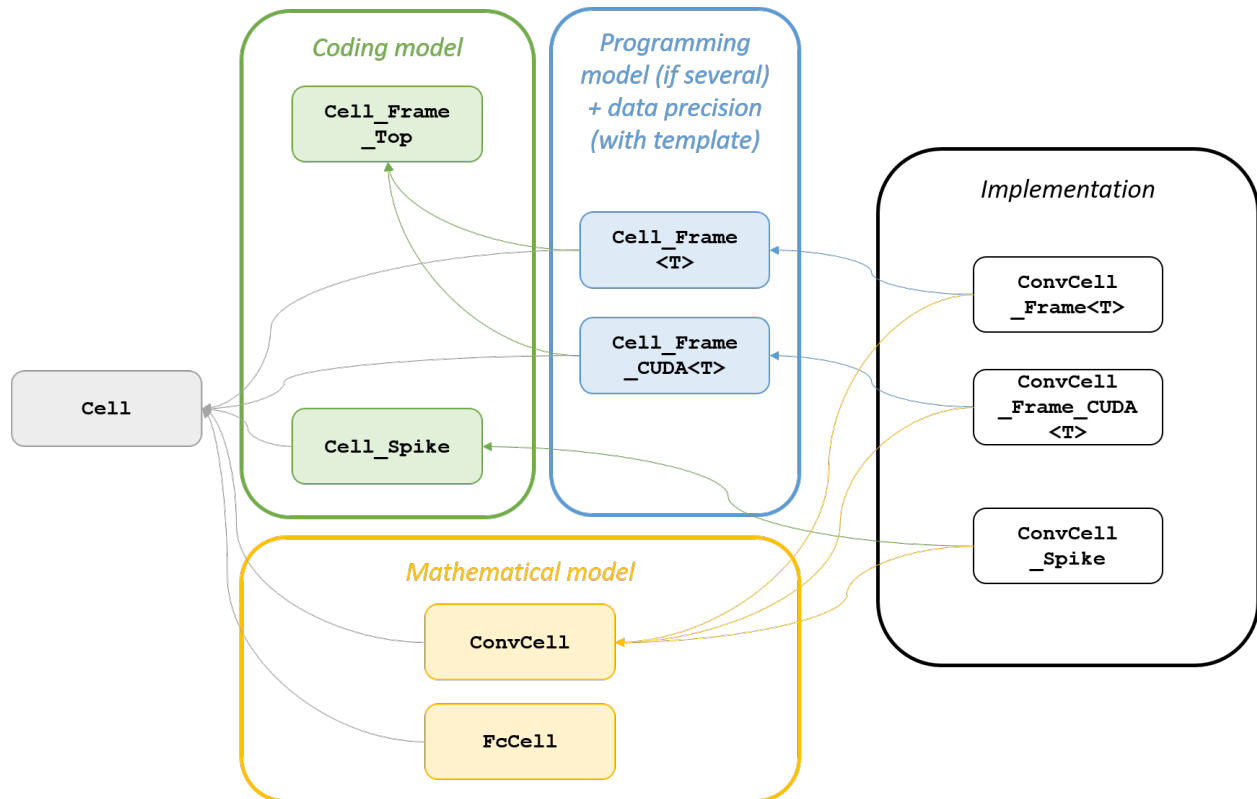 Coding model
Cell_Frame
_Top
Cell_Spike
Programming
model (if several)
+ data precision
(with template)
Cell_Frame
<T>
Cell_Frame
_CUDA<T>
Implementation
ConvCell
_Frame<T>
ConvCell
_Frame_CUDA
<T>
ConvCell
_Spike
Cell
Mathematical model
ConvCell
FcCell